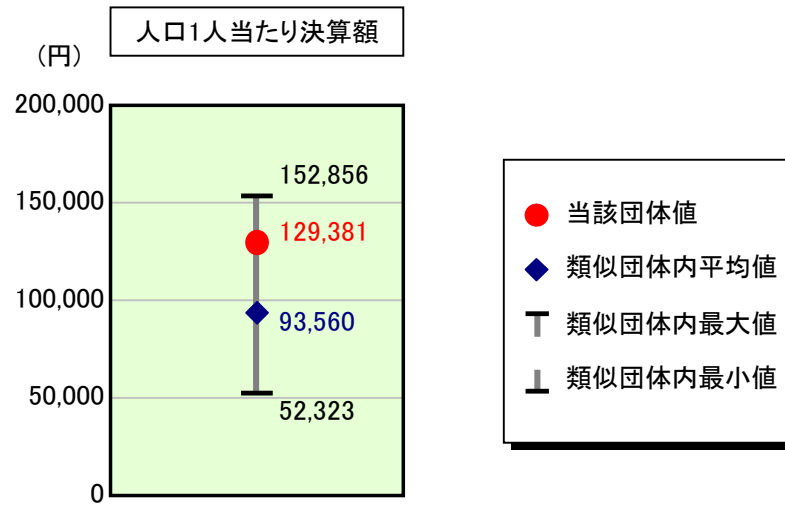 人口1人当たり決算額
(円)
200,000
150,000
100,000
50,000
0
152,856
129,381
93,560
52,323
当該団体値
類似団体内平均値
類似団体内最大値
類似団体内最小値